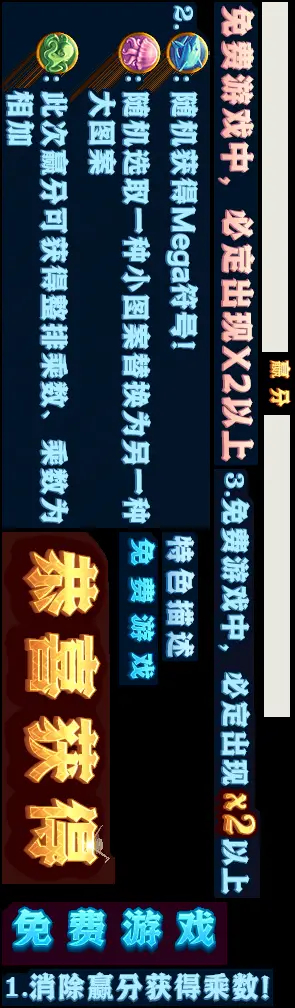 免费游戏中，必定出现X2以上
赢分
2.
：随机获得Mega符号!
：随机选取一种小图案替换为另一种
大图案
：此次赢分可获得整排乘数、乘数为
相加
3.免费游戏中，必定出现x2以上
特色描述
免费游戏
恭喜获得
免费游戏
1.消除赢分获得乘数!